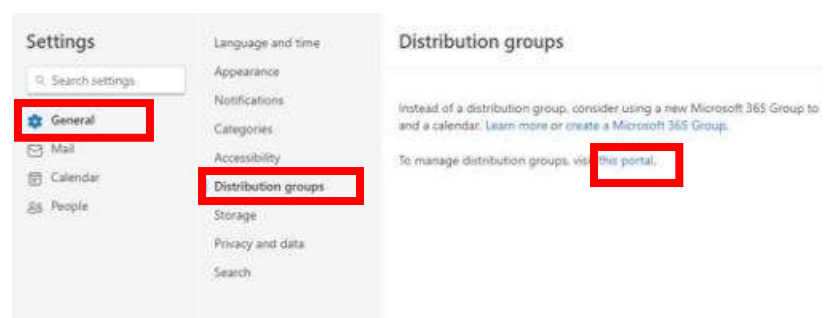 Settings
Search settings
General
Mail
Calendar
People
Language and time
Appearance
Notifications
Categories
Accessibility
Distribution groups
Storage
Privacy and data
Search
Distribution groups
Instead of a distribution group, consider using a new Microsoft 365 Group to
and a calendar. Learn more or create a Microsoft 365 Group.
To manage distribution groups, visit this portal.